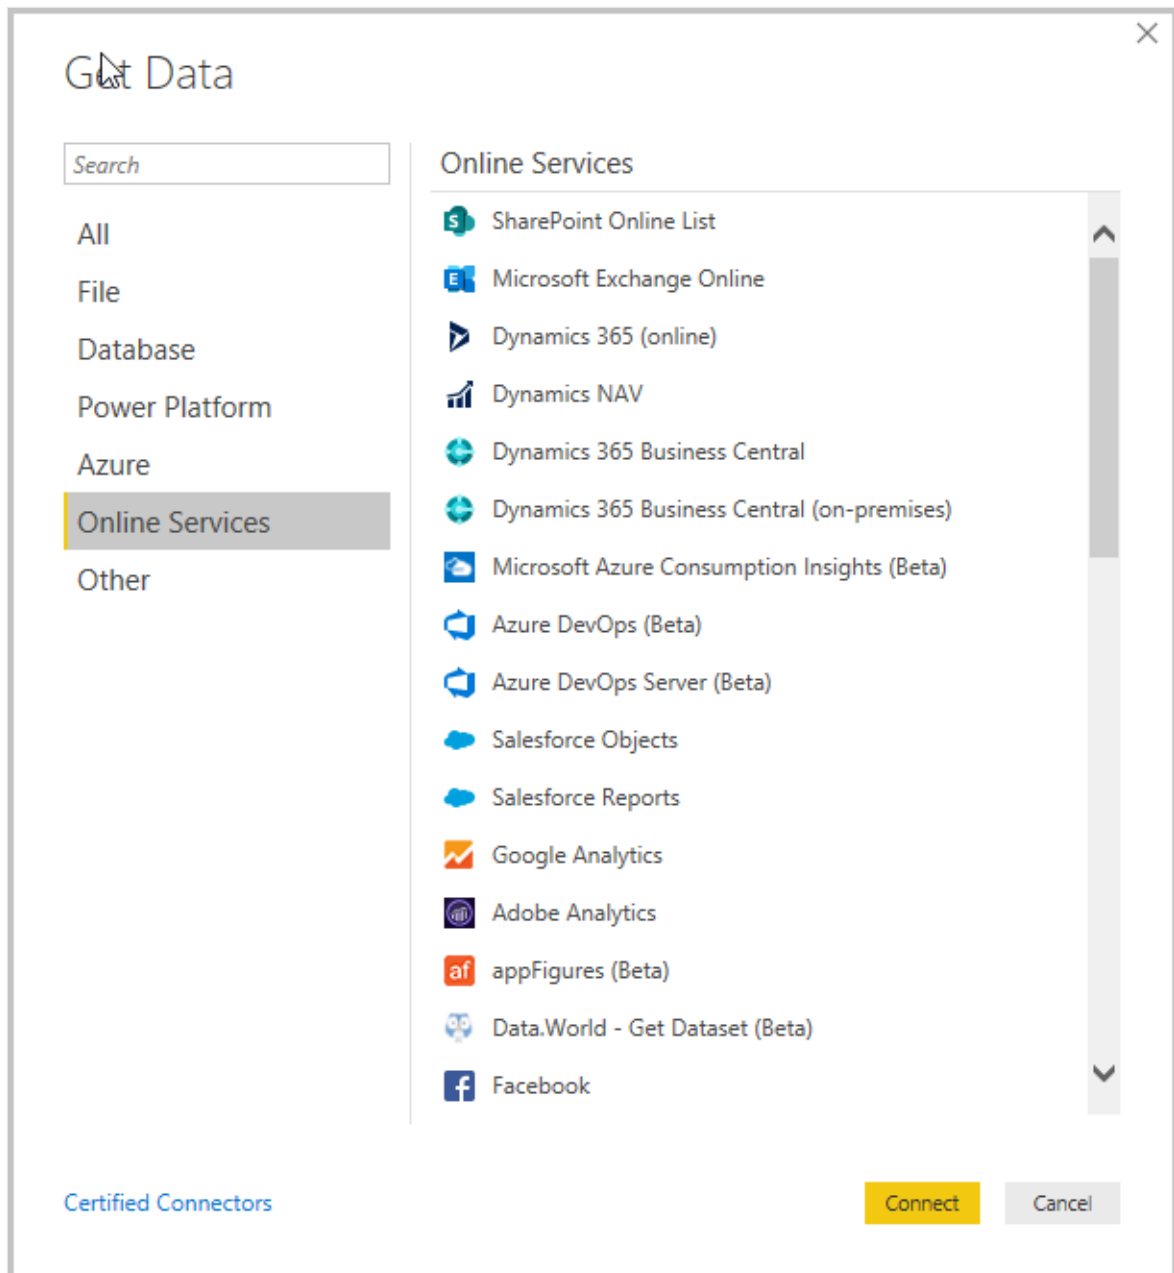 Get Data
Search
All
File
Database
Power Platform
Azure
Online Services
Other
Online Services
SharePoint Online List
Microsoft Exchange Online
Dynamics 365 (online)
Dynamics NAV
Dynamics 365 Business Central
Dynamics 365 Business Central (on-premises)
Microsoft Azure Consumption Insights (Beta)
Azure DevOps (Beta)
Azure DevOps Server (Beta)
Salesforce Objects
Salesforce Reports
Google Analytics
Adobe Analytics
af appFigures (Beta)
Data.World - Get Dataset (Beta)
Facebook
Certified Connectors
Connect
Cancel